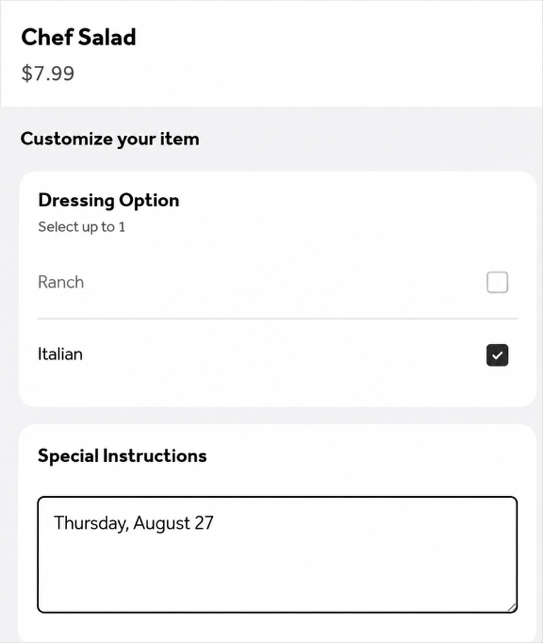 Chef Salad
$7.99
Customize your item
Dressing Option
Select up to 1
Ranch
Italian
Special Instructions
Thursday, August 27